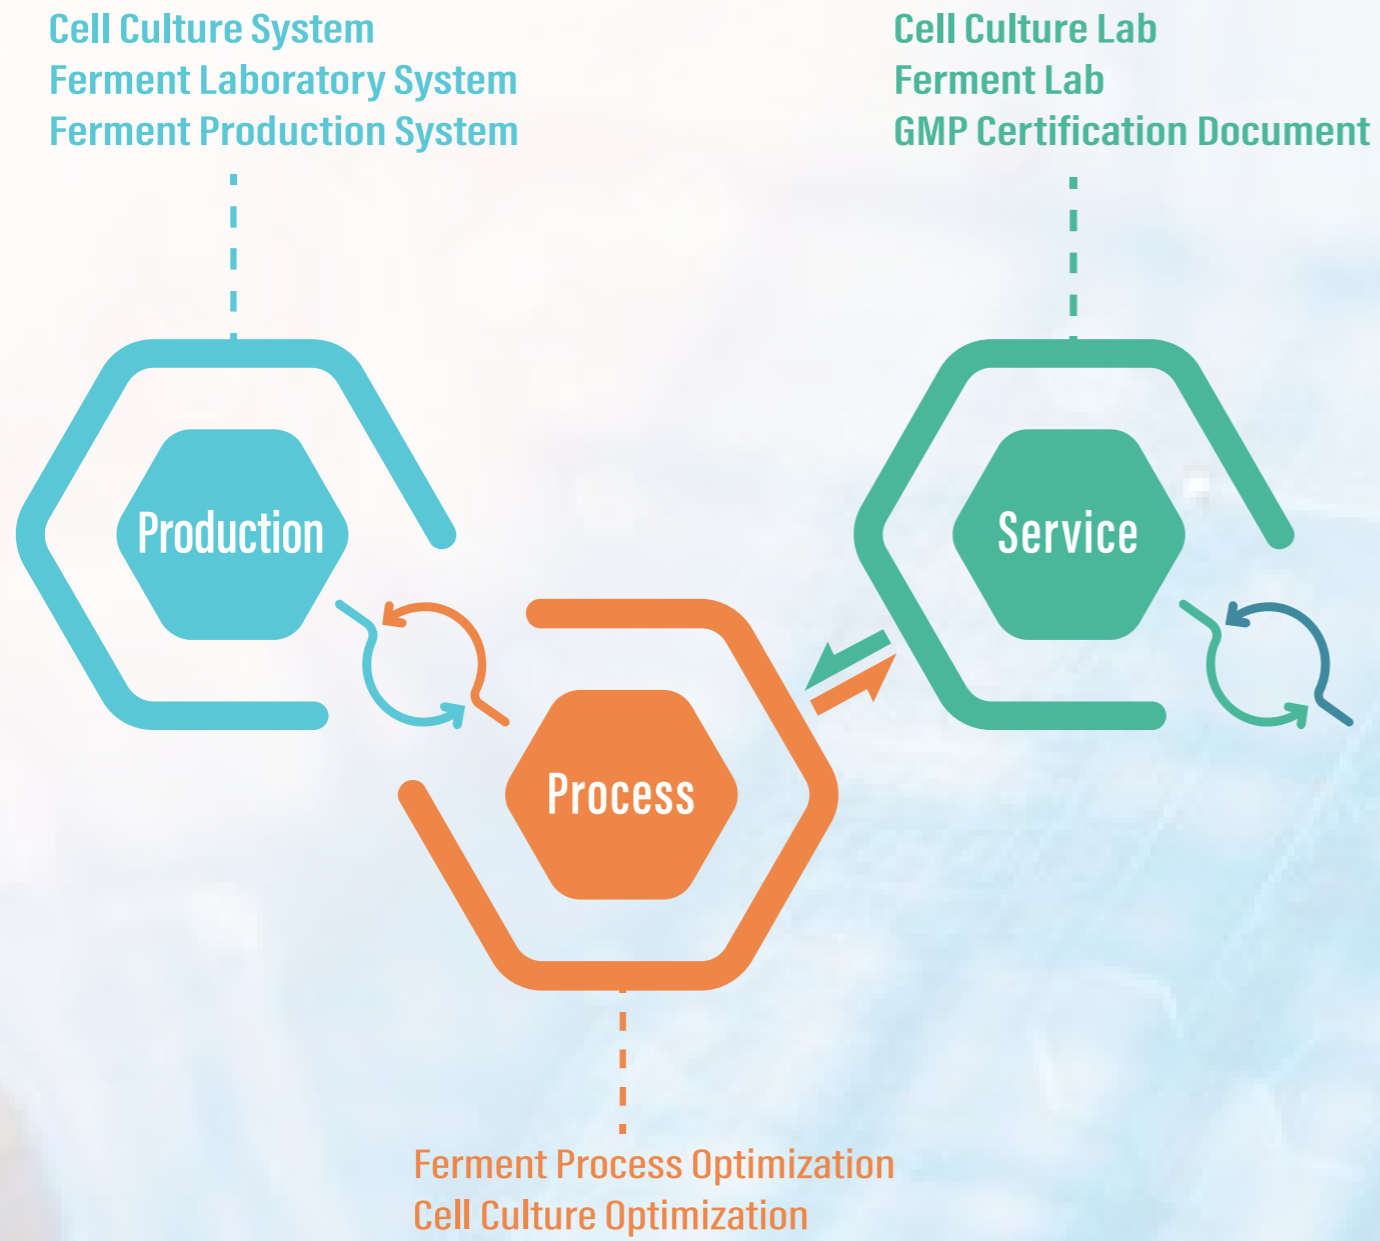 Cell Culture System
Ferment Laboratory System
Ferment Production System
Cell Culture Lab
Ferment Lab
GMP Certification Document
Production
Service
Process
Ferment Process Optimization
Cell Culture Optimization